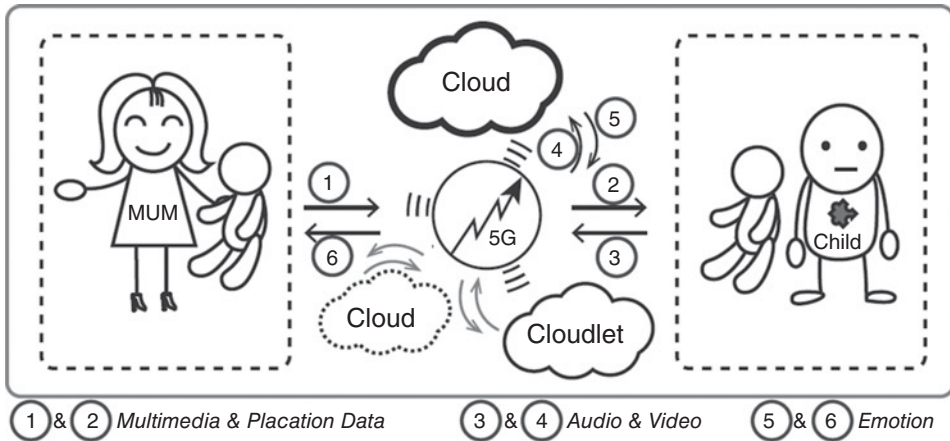 Cloud
5
4
1
2
MUM
5G
Child
6
3
Cloud
Cloudlet
1 & 2 Multimedia & Placation Data
3 & 4 Audio & Video
5 & 6 Emotion